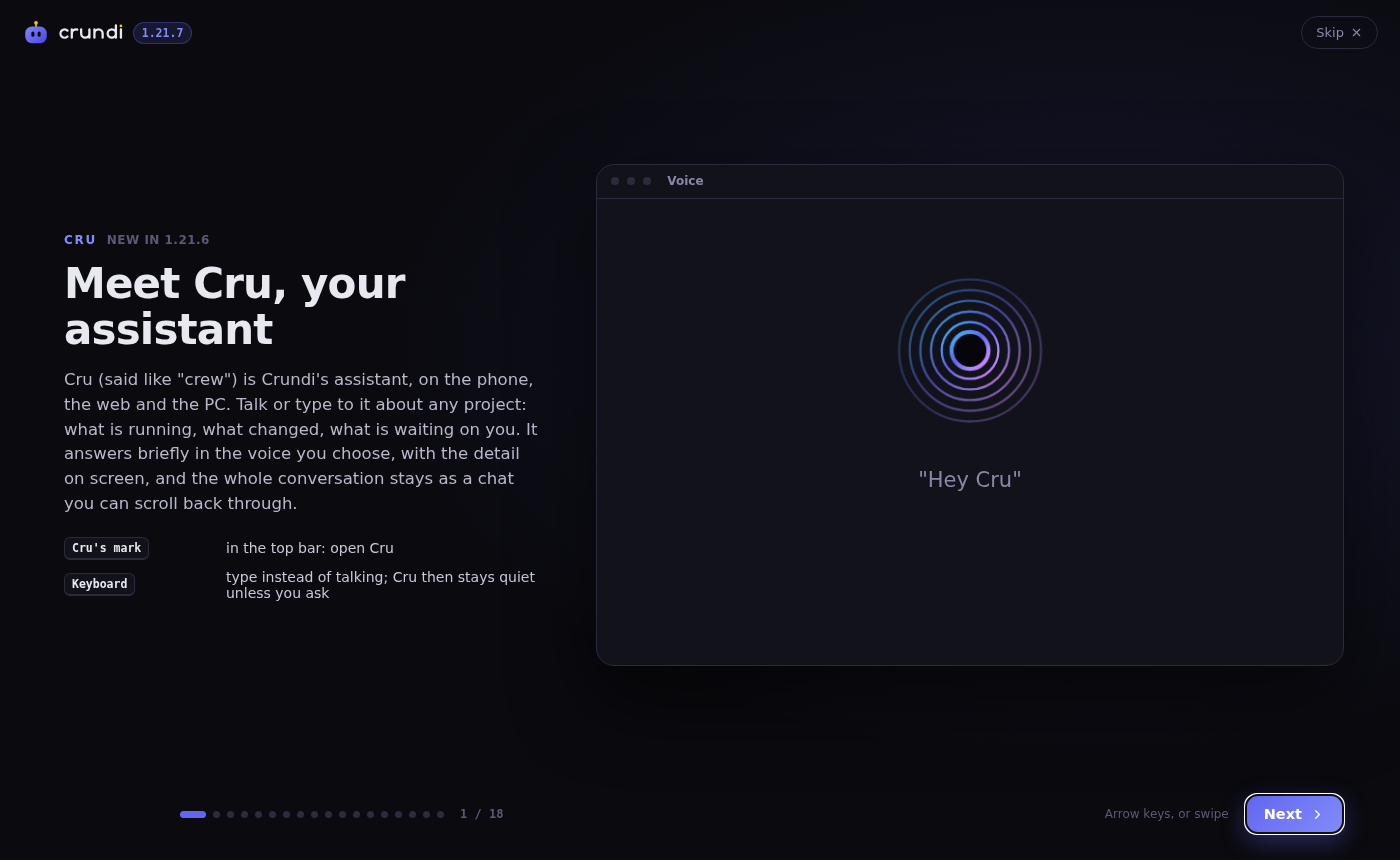 crundi 1.21.7
Skip
Voice
CRU NEW IN 1.21.6
Meet Cru, your
assistant
Cru (said like "crew") is Crundi's assistant, on the phone,
the web and the PC. Talk or type to it about any project:
what is running, what changed, what is waiting on you. It
answers briefly in the voice you choose, with the detail
on screen, and the whole conversation stays as a chat
you can scroll back through.
Cru's mark in the top bar: open Cru
Keyboard type instead of talking; Cru then stays quiet
unless you ask
"Hey Cru"
1 / 18
Arrow keys, or swipe
Next